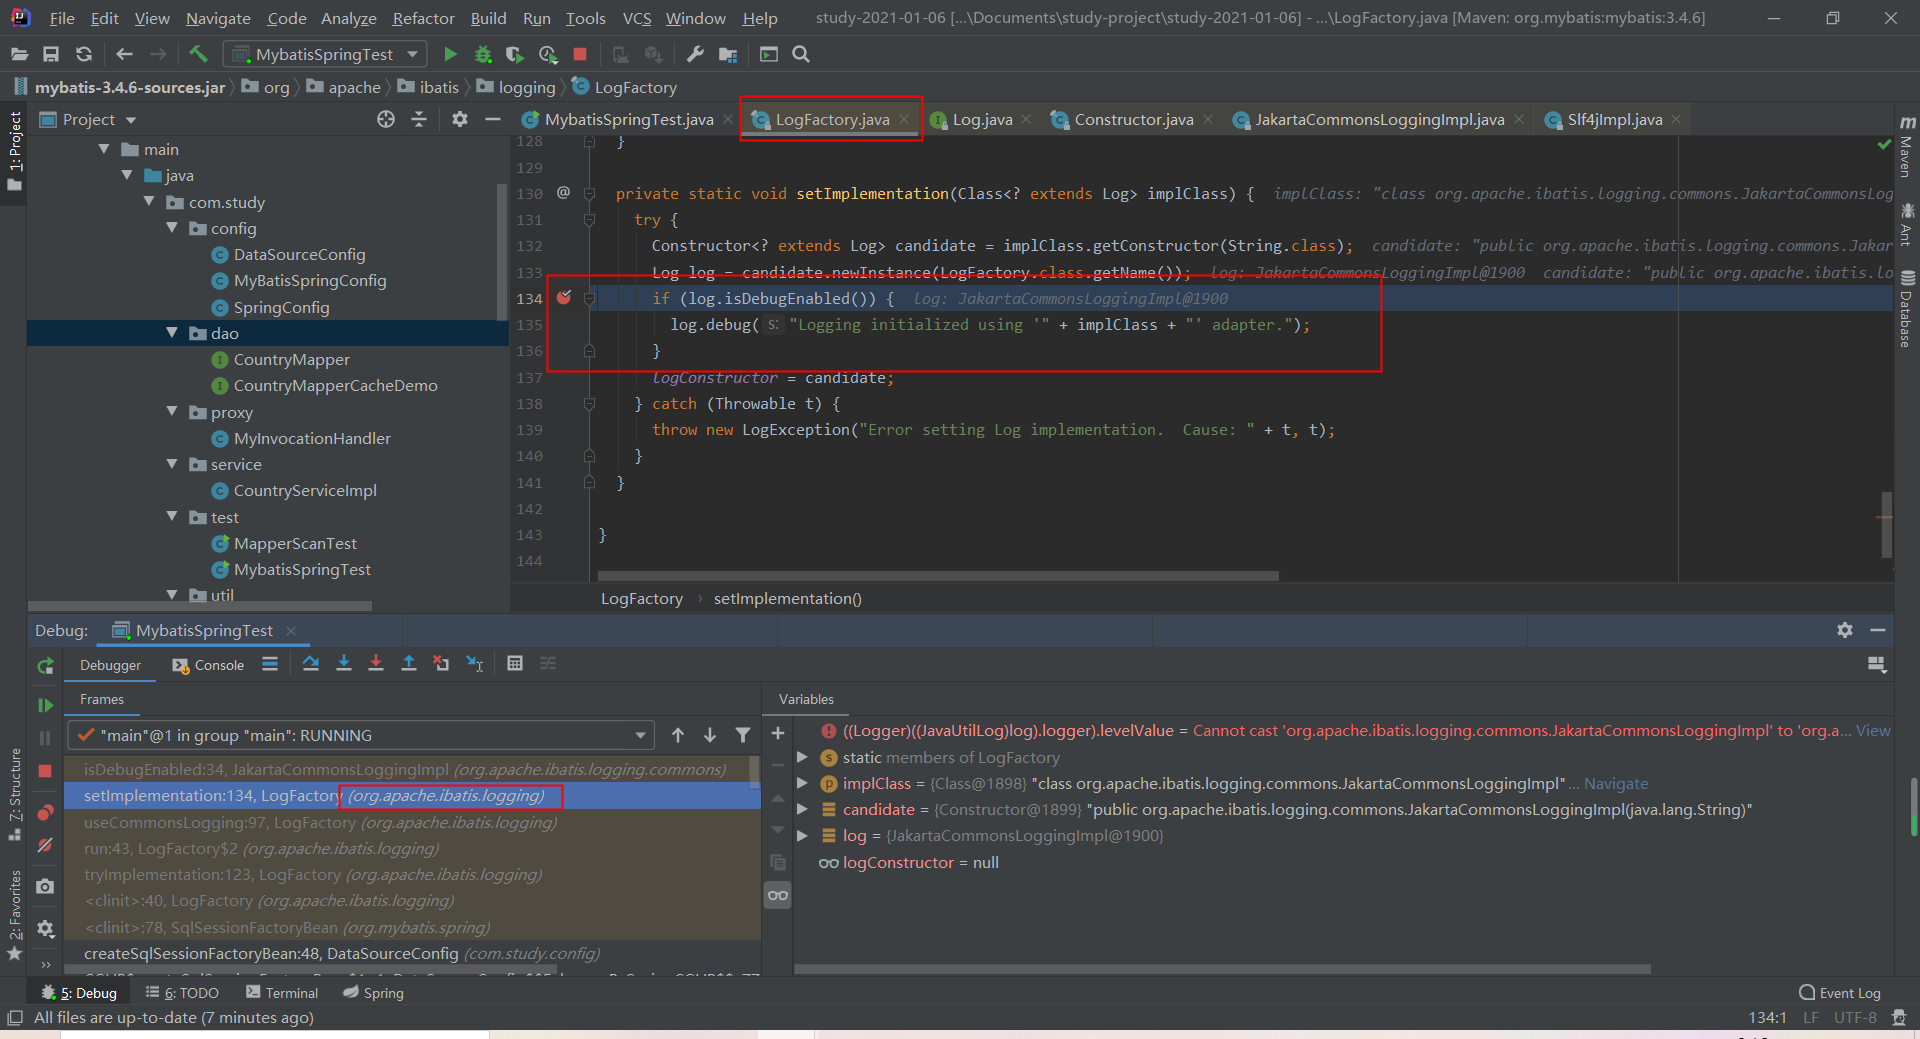 File Edit View Navigate Code Analyze Refactor Build Run Tools VCS Window Help study-2021-01-06 [...\Documents\study-project\study-2021-01-06] - ...\LogFactory.java [Maven: org.mybatis:mybatis:3.4.6]
MybatisSpringTest
mybatis-3.4.6-sources.jar org apache ibatis logging LogFactory
Project
MybatisSpringTest.java LogFactory.java Log.java Constructor.java JakartaCommonsLoggingImpl.java Slf4jImpl.java
1: Project
7: Structure
2: Favorites
main
java
com.study
config
DataSourceConfig
MyBatisSpringConfig
SpringConfig
dao
CountryMapper
CountryMapperCacheDemo
proxy
MyInvocationHandler
service
CountryServiceImpl
test
MapperScanTest
MybatisSpringTest
util
128 }
129
130 @ private static void setImplementation(Class<? extends Log> implClass) { implClass: "class org.apache.ibatis.logging.commons.JakartaCommonsLog
131 try {
132 Constructor<? extends Log> candidate = implClass.getConstructor(String.class); candidate: "public org.apache.ibatis.logging.commons.Jakar
133 Log log = candidate.newInstance(LogFactory.class.getName()); log: JakartaCommonsLoggingImpl@1900 candidate: "public org.apache.ibatis.lo
134 if (log.isDebugEnabled()) { log: JakartaCommonsLoggingImpl@1900
135 log.debug( s: "Logging initialized using '" + implClass + "' adapter.");
136 }
137 logConstructor = candidate;
138 } catch (Throwable t) {
139 throw new LogException("Error setting Log implementation.  Cause: " + t, t);
140 }
141 }
142
143 }
144
LogFactory › setImplementation()
m Maven
Ant
Database
Debug: MybatisSpringTest
Debugger Console
Frames
"main"@1 in group "main": RUNNING
isDebugEnabled:34, JakartaCommonsLoggingImpl (org.apache.ibatis.logging.commons)
setImplementation:134, LogFactory (org.apache.ibatis.logging)
useCommonsLogging:97, LogFactory (org.apache.ibatis.logging)
run:43, LogFactory$2 (org.apache.ibatis.logging)
tryImplementation:123, LogFactory (org.apache.ibatis.logging)
<clinit>:40, LogFactory (org.apache.ibatis.logging)
<clinit>:78, SqlSessionFactoryBean (org.mybatis.spring)
createSqlSessionFactoryBean:48, DataSourceConfig (com.study.config)
Variables
((Logger)((JavaUtilLog)log).logger).levelValue = Cannot cast 'org.apache.ibatis.logging.commons.JakartaCommonsLoggingImpl' to 'org.a... View
static members of LogFactory
implClass = {Class@1898} "class org.apache.ibatis.logging.commons.JakartaCommonsLoggingImpl" ... Navigate
candidate = {Constructor@1899} "public org.apache.ibatis.logging.commons.JakartaCommonsLoggingImpl(java.lang.String)"
log = {JakartaCommonsLoggingImpl@1900}
logConstructor = null
5: Debug 6: TODO Terminal Spring Event Log
All files are up-to-date (7 minutes ago) 134:1 LF UTF-8